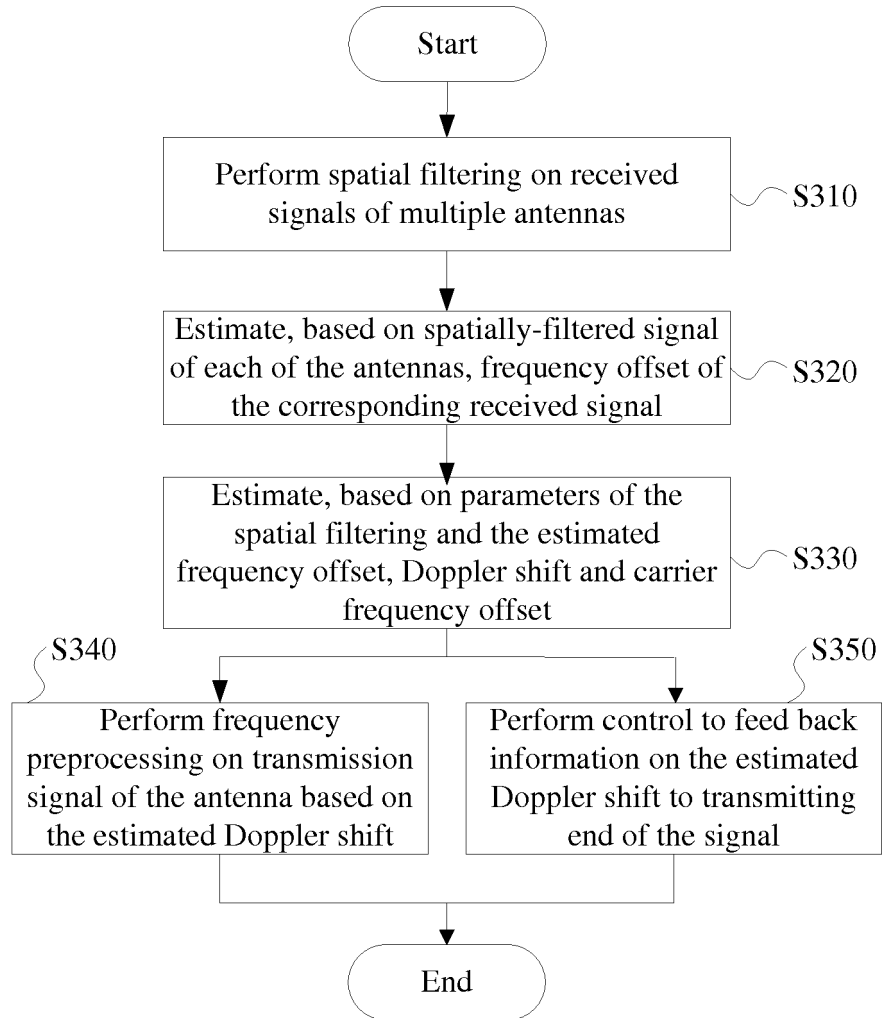 Start
Perform spatial filtering on received
signals of multiple antennas
S310
Estimate, based on spatially-filtered signal
of each of the antennas, frequency offset of
the corresponding received signal
S320
Estimate, based on parameters of the
spatial filtering and the estimated
frequency offset, Doppler shift and carrier
frequency offset
S330
S340
Perform frequency
preprocessing on transmission
signal of the antenna based on
the estimated Doppler shift
S350
Perform control to feed back
information on the estimated
Doppler shift to transmitting
end of the signal
End